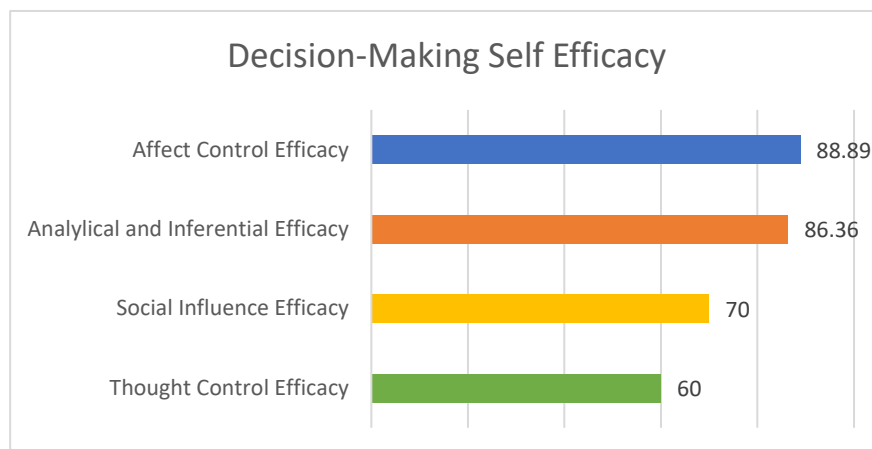 Decision-Making Self Efficacy
Affect Control Efficacy
88.89
Analylical and Inferential Efficacy
86.36
Social Influence Efficacy
70
Thought Control Efficacy
60